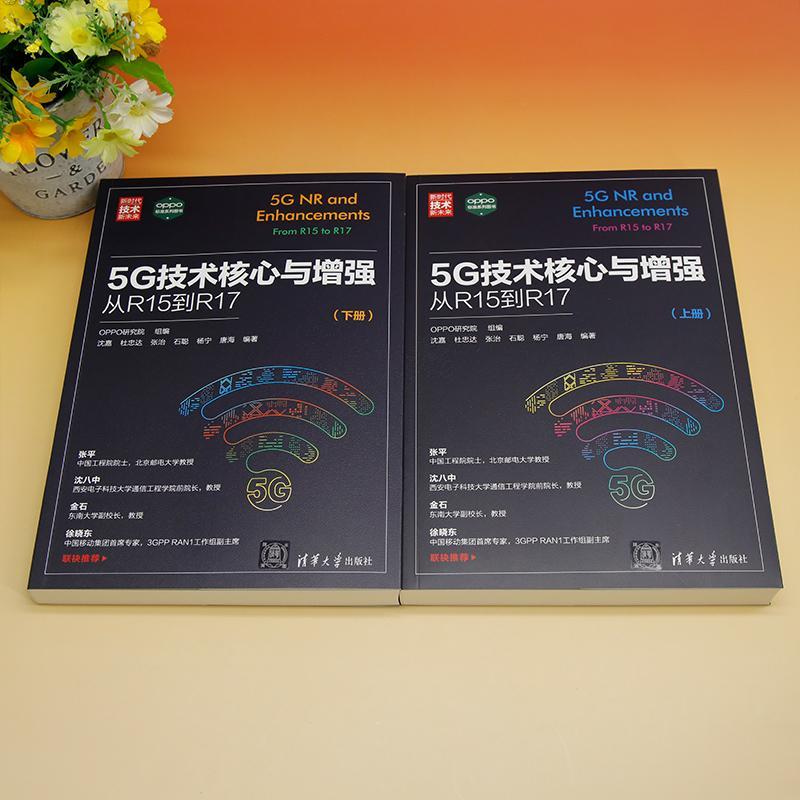 LOVER
&
GARDE
新时代
技术
新未来
oppo
标准系列图书
5G NR and
Enhancements
From R15 to R17
5G技术核心与增强
从R15到R17
（下册）
OPPO研究院 组编
沈嘉 杜忠达 张治 石聪 杨宁 唐海 编著
5G
张平
中国工程院院士，北京邮电大学教授
沈八中
西安电子科技大学通信工程学院前院长，教授
金石
东南大学副校长，教授
徐晓东
中国移动集团首席专家，3GPP RAN1工作组副主席
联袂推荐
清华大学出版社
新时代
技术
新未来
oppo
标准系列图书
5G NR and
Enhancements
From R15 to R17
5G技术核心与增强
从R15到R17
（上册）
OPPO研究院 组编
沈嘉 杜忠达 张治 石聪 杨宁 唐海 编著
5G
张平
中国工程院院士，北京邮电大学教授
沈八中
西安电子科技大学通信工程学院前院长，教授
金石
东南大学副校长，教授
徐晓东
中国移动集团首席专家，3GPP RAN1工作组副主席
联袂推荐
清华大学出版社